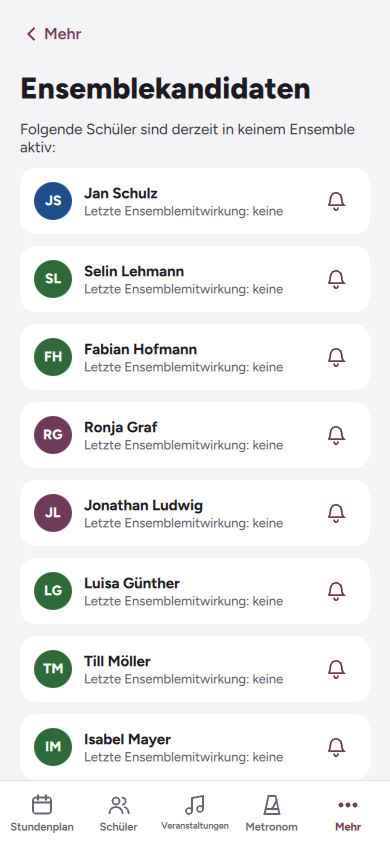 Mehr
Ensemblekandidaten
Folgende Schüler sind derzeit in keinem Ensemble
aktiv:
JS
Jan Schulz
Letzte Ensemblemitwirkung: keine
SL
Selin Lehmann
Letzte Ensemblemitwirkung: keine
FH
Fabian Hofmann
Letzte Ensemblemitwirkung: keine
RG
Ronja Graf
Letzte Ensemblemitwirkung: keine
JL
Jonathan Ludwig
Letzte Ensemblemitwirkung: keine
LG
Luisa Günther
Letzte Ensemblemitwirkung: keine
TM
Till Möller
Letzte Ensemblemitwirkung: keine
IM
Isabel Mayer
Letzte Ensemblemitwirkung: keine
Stundenplan
Schüler
Veranstaltungen
Metronom
Mehr